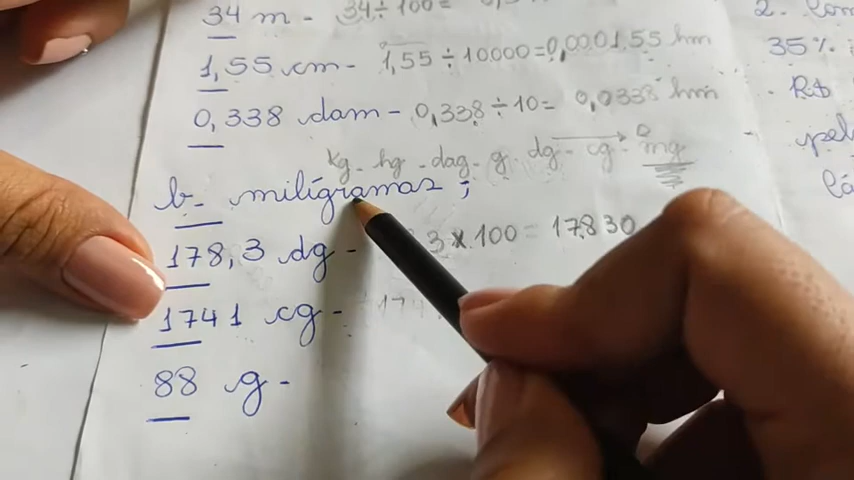 34 m - 34 ÷ 100 =
1,55 cm - 1,55 ÷ 10000 = 0,000155 hm
0,338 dam - 0,338 ÷ 10 = 0,0338 hm
kg - hg - dag - g - dg - cg - mg
b - miligramas ;
178,3 dg - 3 x 100 = 17830
1741 cg - 174
88 g -
2.
35%
R$